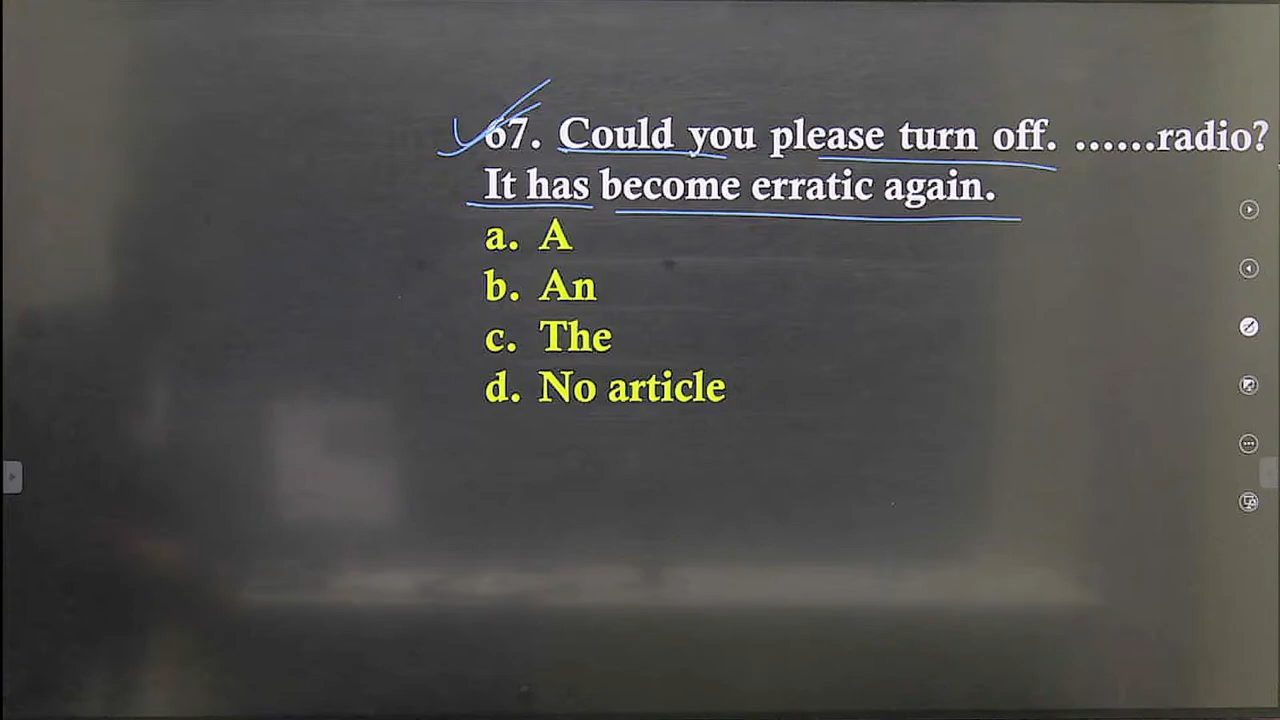 67. Could you please turn off. ......radio?
It has become erratic again.
a. A
b. An
c. The
d. No article